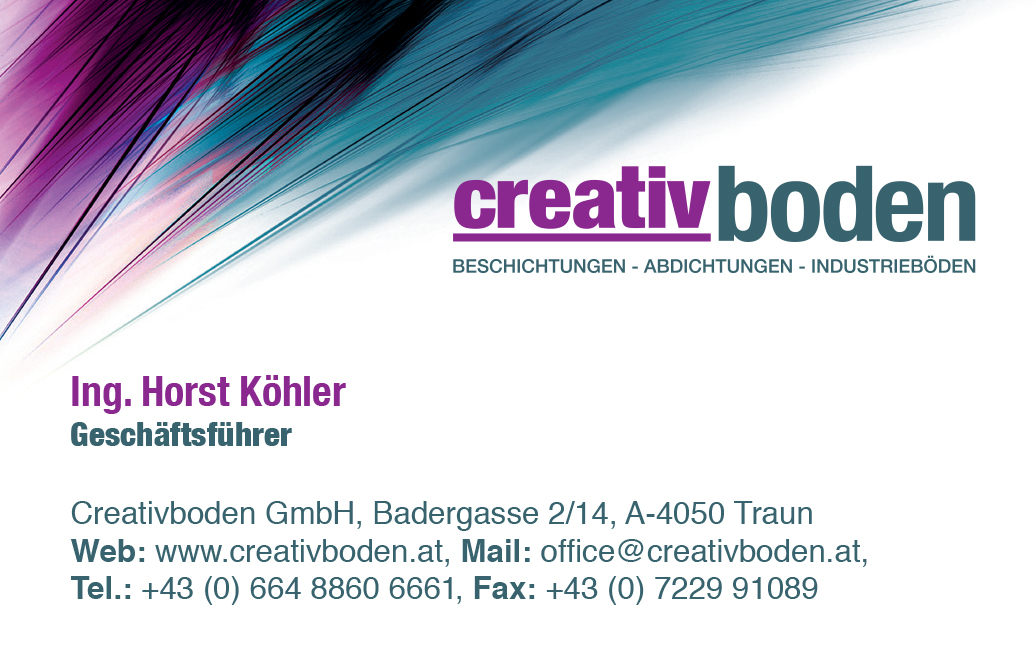 creativboden
BESCHICHTUNGEN - ABDICHTUNGEN - INDUSTRIEBÖDEN
Ing. Horst Köhler
Geschäftsführer
Creativboden GmbH, Badergasse 2/14, A-4050 Traun
Web: www.creativboden.at, Mail: office@creativboden.at,
Tel.: +43 (0) 664 8860 6661, Fax: +43 (0) 7229 91089